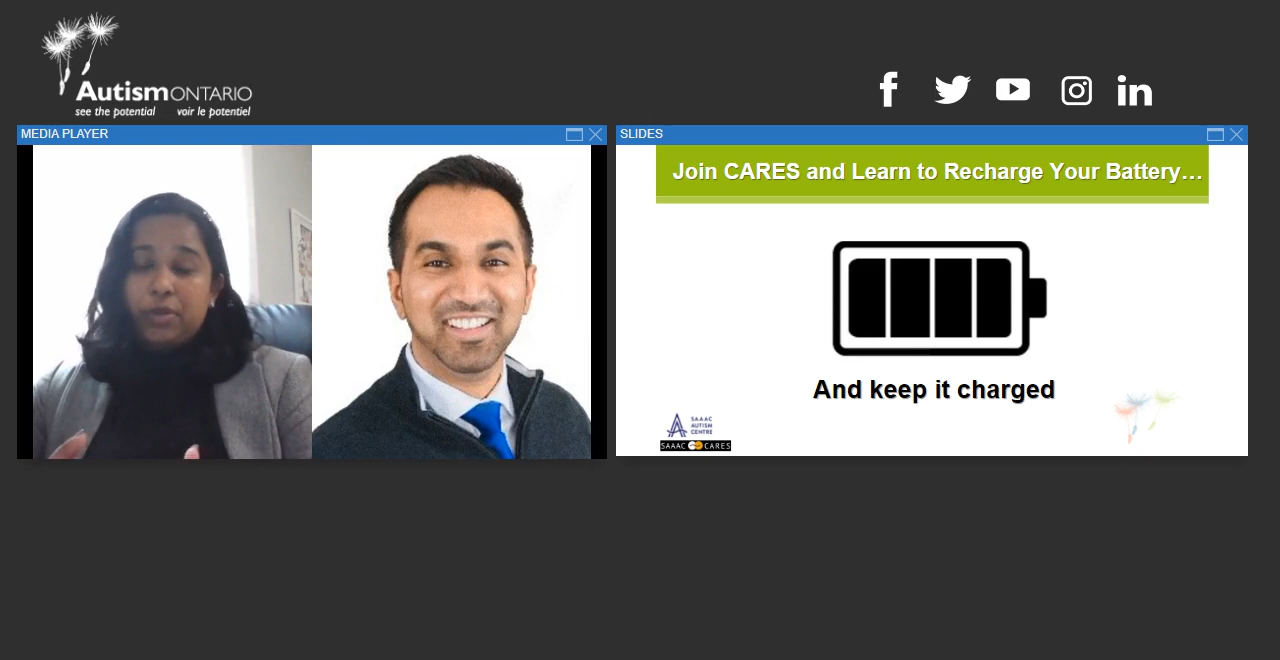 Autism ONTARIO
see the potential voir le potentiel
MEDIA PLAYER
SLIDES
Join CARES and Learn to Recharge Your Battery…
And keep it charged
SAAAC
AUTISM
CENTRE
SAAAC CARES